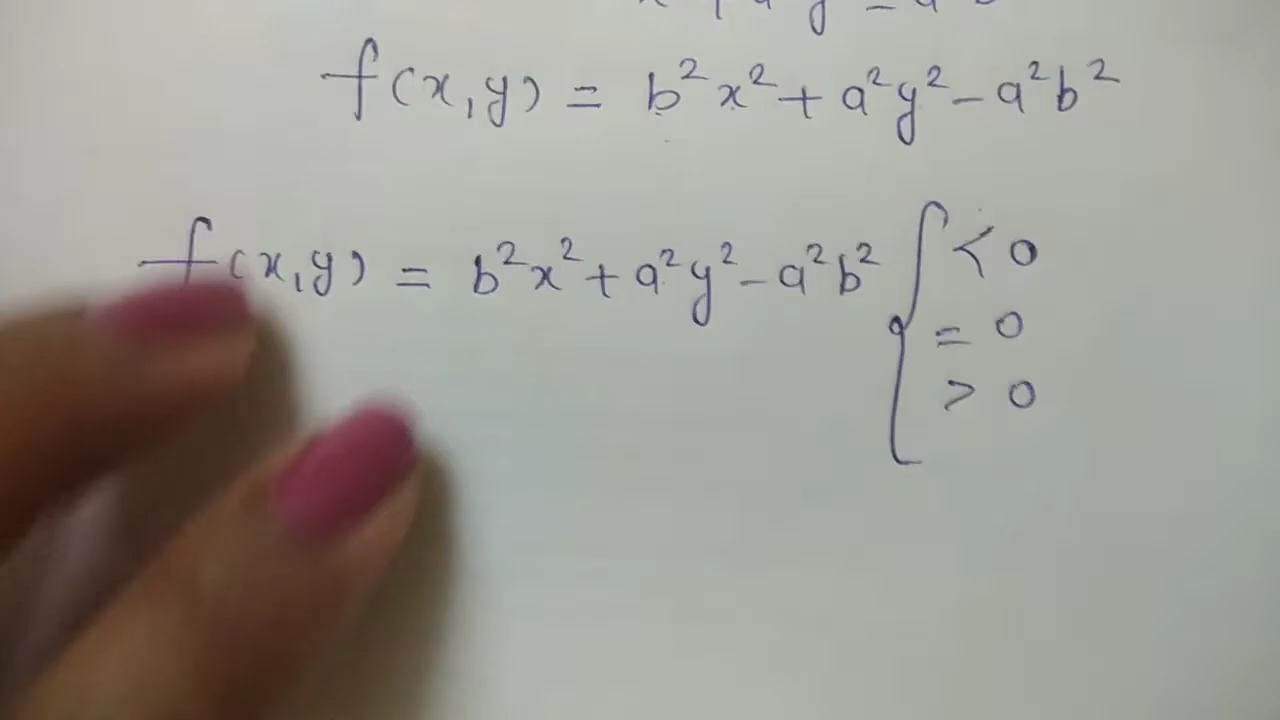 f(x,y) = b²x² + a²y² - a²b²
f(x,y) = b²x² + a²y² - a²b² { < 0
= 0
> 0